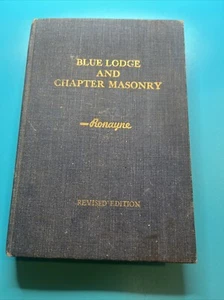 BLUE LODGE
AND
CHAPTER MASONRY
Ronayne
REVISED EDITION